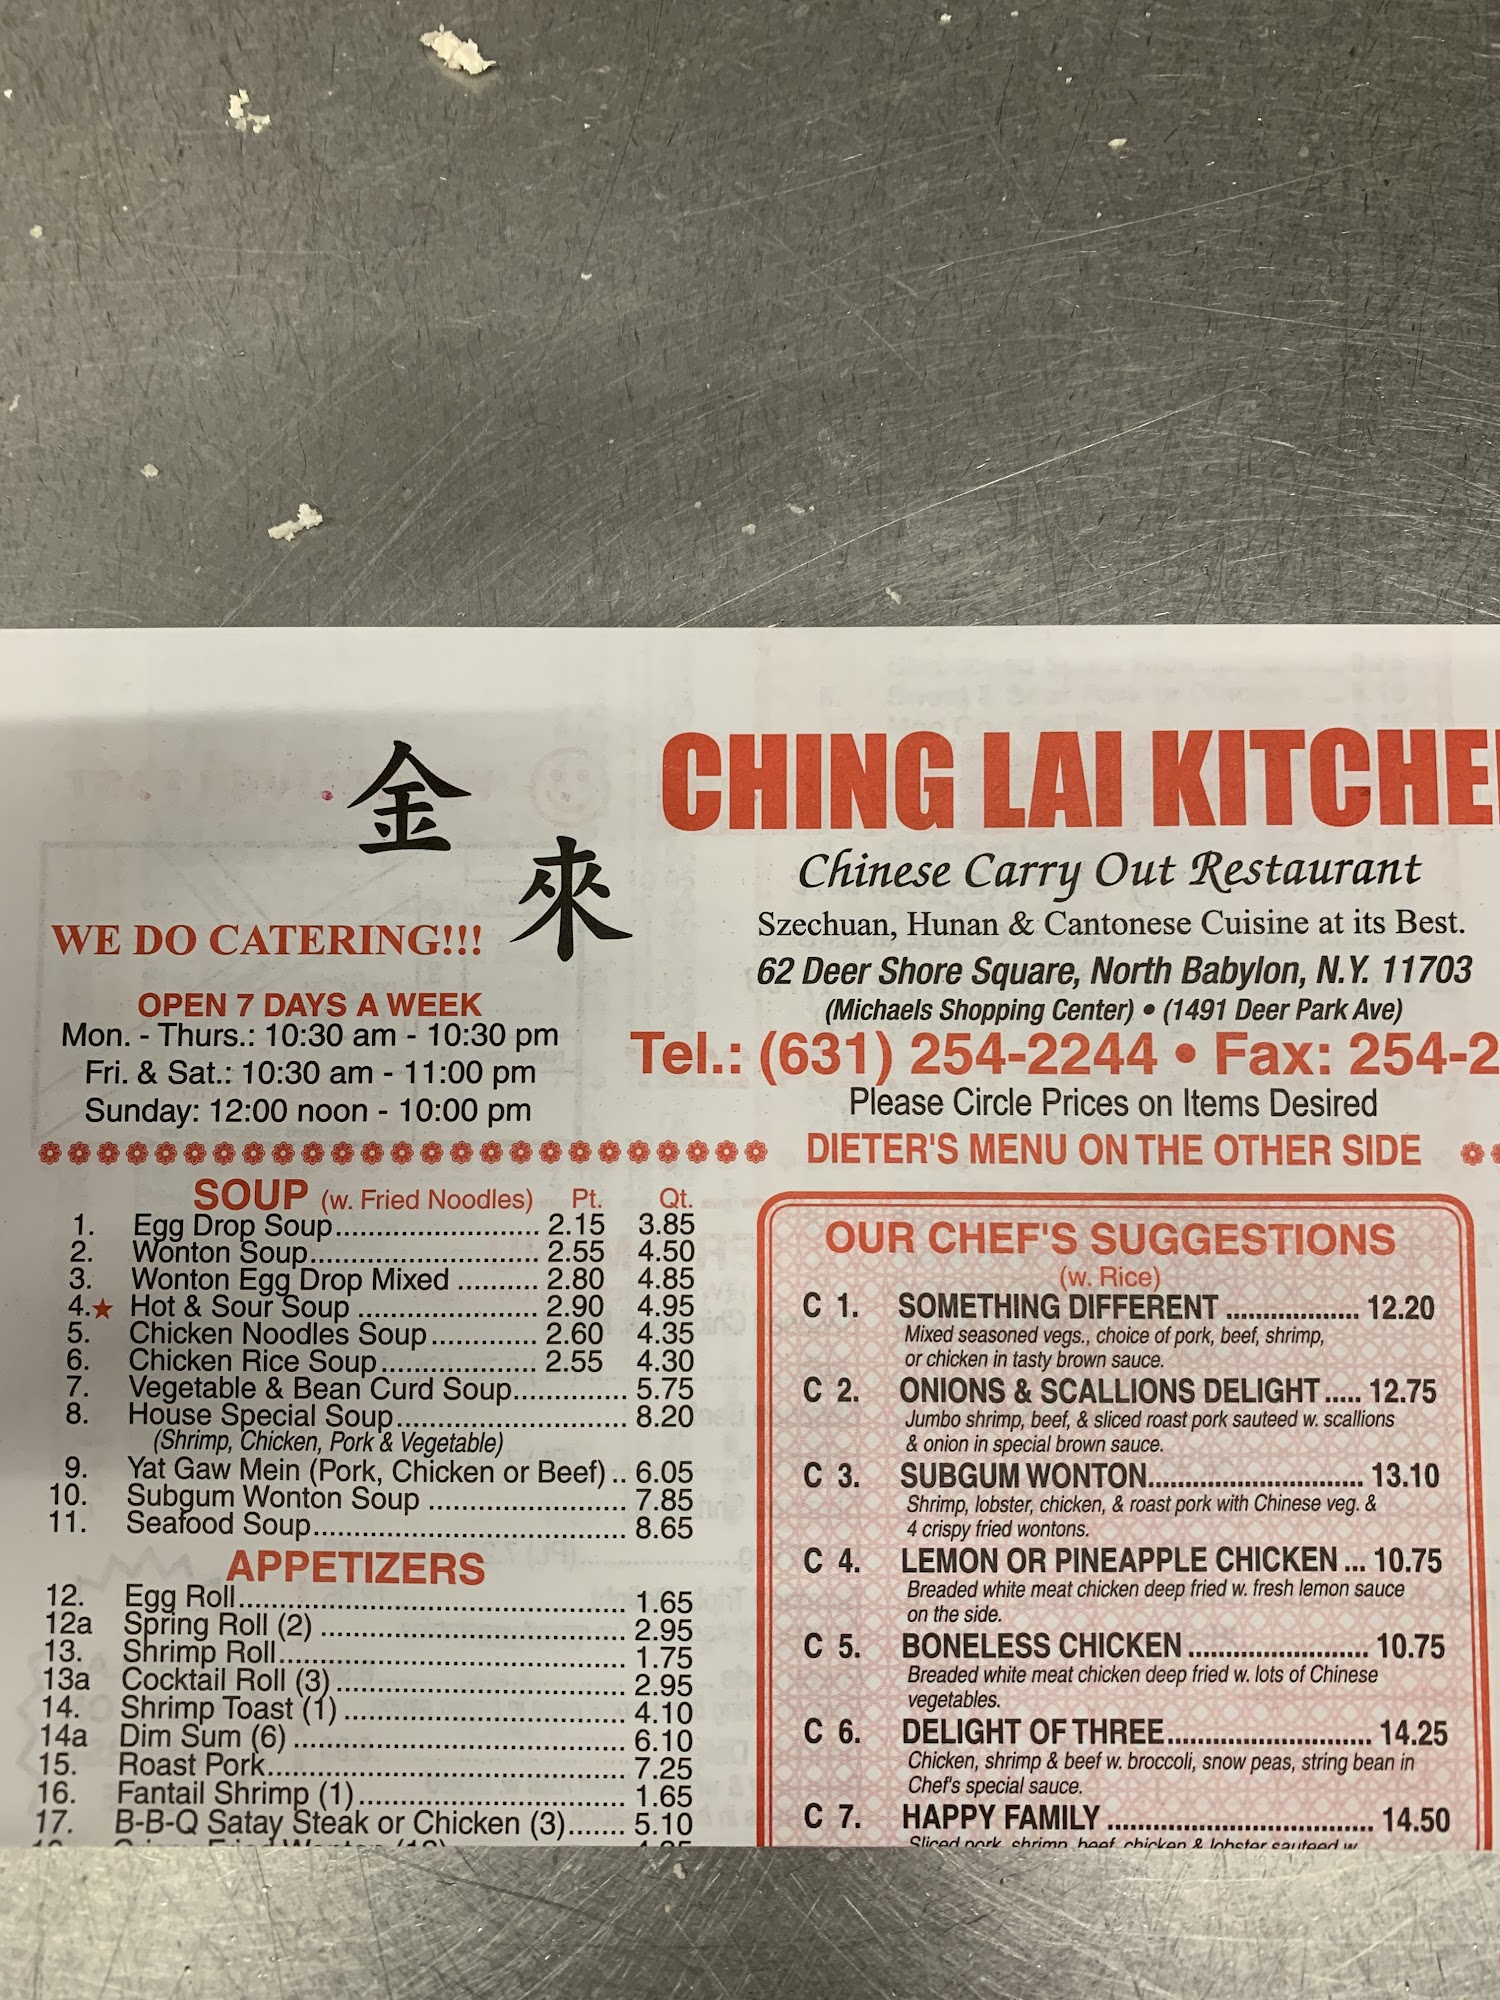 金來
CHING LAI KITCHE
Chinese Carry Out Restaurant
Szechuan, Hunan & Cantonese Cuisine at its Best.
62 Deer Shore Square, North Babylon, N.Y. 11703
(Michaels Shopping Center) • (1491 Deer Park Ave)
Tel.: (631) 254-2244 • Fax: 254-2
Please Circle Prices on Items Desired
DIETER'S MENU ON THE OTHER SIDE
WE DO CATERING!!!
OPEN 7 DAYS A WEEK
Mon. - Thurs.: 10:30 am - 10:30 pm
Fri. & Sat.: 10:30 am - 11:00 pm
Sunday: 12:00 noon - 10:00 pm
SOUP (w. Fried Noodles) Pt. Qt.
1. Egg Drop Soup........................ 2.15 3.85
2. Wonton Soup........................... 2.55 4.50
3. Wonton Egg Drop Mixed .......... 2.80 4.85
4.★ Hot & Sour Soup ...................... 2.90 4.95
5. Chicken Noodles Soup............. 2.60 4.35
6. Chicken Rice Soup................... 2.55 4.30
7. Vegetable & Bean Curd Soup.............. 5.75
8. House Special Soup............................ 8.20
(Shrimp, Chicken, Pork & Vegetable)
9. Yat Gaw Mein (Pork, Chicken or Beef) .. 6.05
10. Subgum Wonton Soup ........................ 7.85
11. Seafood Soup...................................... 8.65
APPETIZERS
12. Egg Roll............................................... 1.65
12a Spring Roll (2) ..................................... 2.95
13. Shrimp Roll.......................................... 1.75
13a Cocktail Roll (3) ................................... 2.95
14. Shrimp Toast (1) .................................. 4.10
14a Dim Sum (6) ........................................ 6.10
15. Roast Pork........................................... 7.25
16. Fantail Shrimp (1) ................................ 1.65
17. B-B-Q Satay Steak or Chicken (3)....... 5.10
OUR CHEF'S SUGGESTIONS
(w. Rice)
C 1. SOMETHING DIFFERENT .................. 12.20
Mixed seasoned vegs., choice of pork, beef, shrimp,
or chicken in tasty brown sauce.
C 2. ONIONS & SCALLIONS DELIGHT ..... 12.75
Jumbo shrimp, beef, & sliced roast pork sauteed w. scallions
& onion in special brown sauce.
C 3. SUBGUM WONTON............................. 13.10
Shrimp, lobster, chicken, & roast pork with Chinese veg. &
4 crispy fried wontons.
C 4. LEMON OR PINEAPPLE CHICKEN ... 10.75
Breaded white meat chicken deep fried w. fresh lemon sauce
on the side.
C 5. BONELESS CHICKEN ........................ 10.75
Breaded white meat chicken deep fried w. lots of Chinese
vegetables.
C 6. DELIGHT OF THREE........................... 14.25
Chicken, shrimp & beef w. broccoli, snow peas, string bean in
Chef's special sauce.
C 7. HAPPY FAMILY .................................... 14.50
Sliced pork, shrimp, beef, chicken & lobster sauteed w.